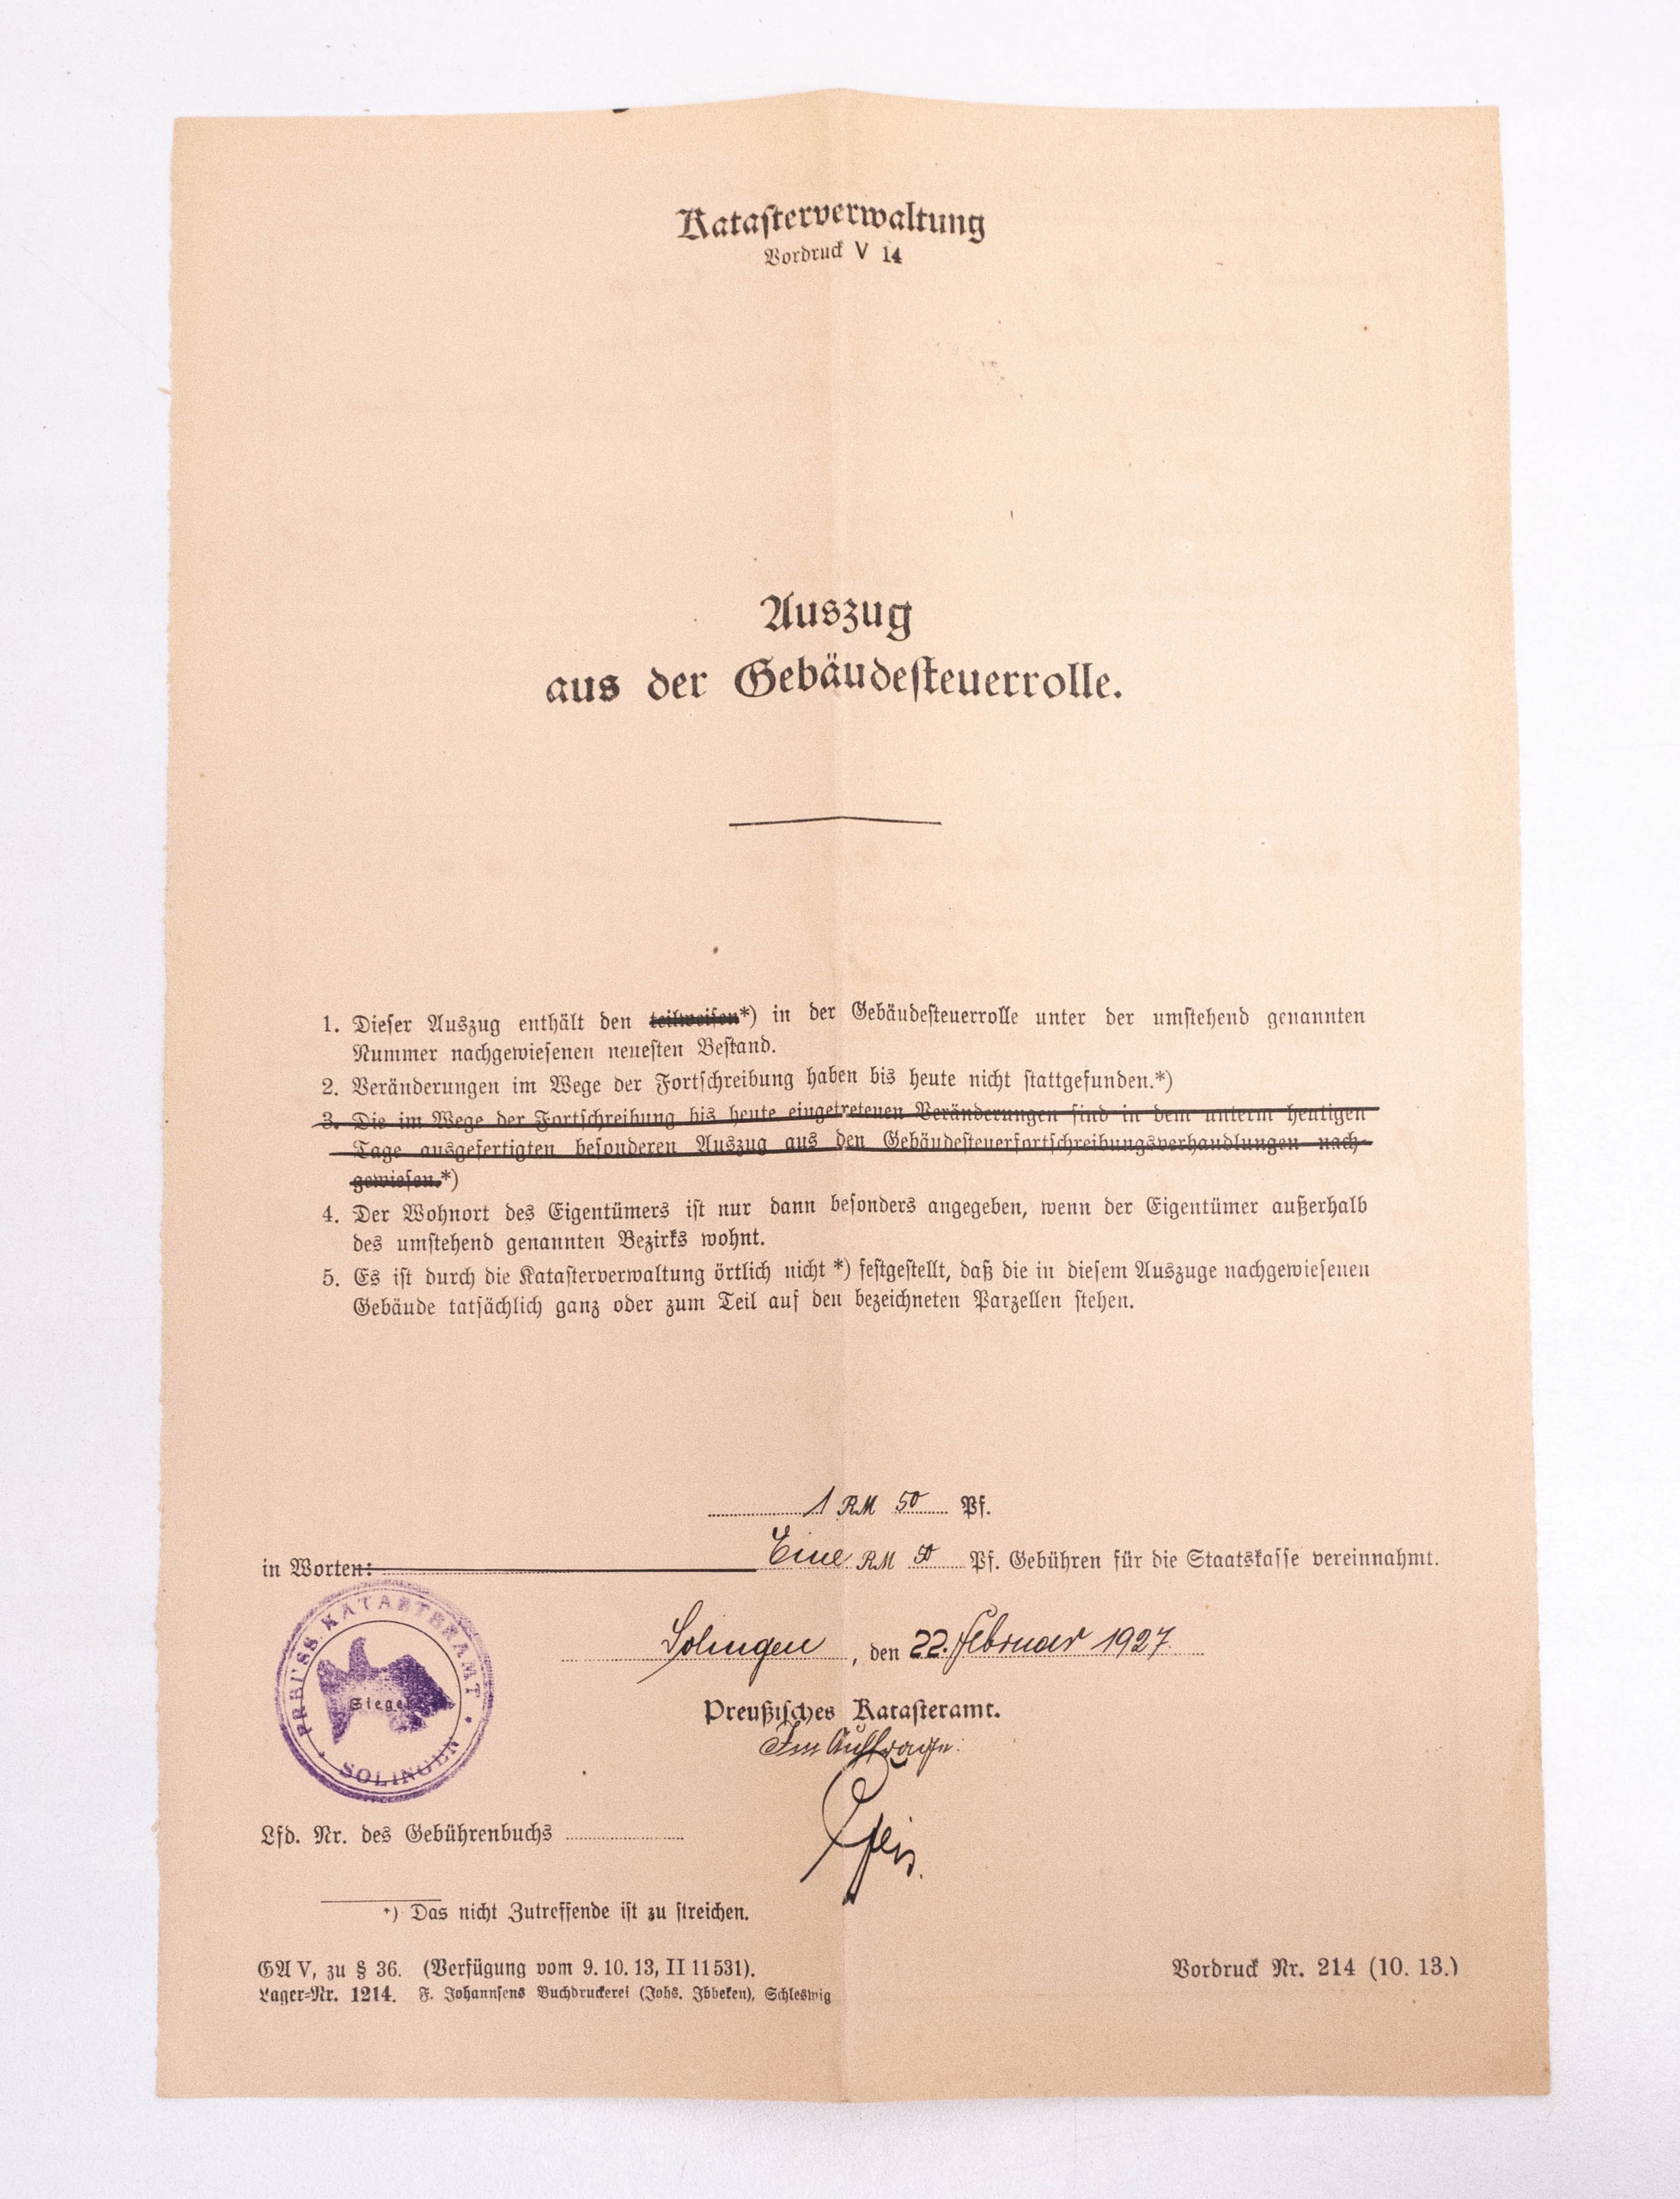 Katasterverwaltung
Vordruck V 14
Auszug
aus der Gebäudesteuerrolle.
1. Dieser Auszug enthält den teilweisen*) in der Gebäudesteuerrolle unter der umstehend genannten
Nummer nachgewiesenen neuesten Bestand.
2. Veränderungen im Wege der Fortschreibung haben bis heute nicht stattgefunden.*)
3. Die im Wege der Fortschreibung bis heute eingetretenen Veränderungen sind in dem unterm heutigen
Tage ausgefertigten besonderen Auszug aus den Gebäudesteuerfortschreibungsverhandlungen nach-
gewiesen.*)
4. Der Wohnort des Eigentümers ist nur dann besonders angegeben, wenn der Eigentümer außerhalb
des umstehend genannten Bezirks wohnt.
5. Es ist durch die Katasterverwaltung örtlich nicht *) festgestellt, daß die in diesem Auszuge nachgewiesenen
Gebäude tatsächlich ganz oder zum Teil auf den bezeichneten Parzellen stehen.
1 RM 50 Pf.
in Worten: Eine RM 50 Pf. Gebühren für die Staatskasse vereinnahmt.
PREUSS. KATASTERAMT
Siegel
SOLINGEN
Solingen, den 22. Februar 1927.
Preußisches Katasteramt.
Im Auftrage:
Lfd. Nr. des Gebührenbuchs
*) Das nicht Zutreffende ist zu streichen.
GA V, zu § 36. (Verfügung vom 9. 10. 13, II 11531).
Vordruck Nr. 214 (10. 13.)
Lager-Nr. 1214. F. Johannsens Buchdruckerei (Johs. Ibbeken), Schleswig